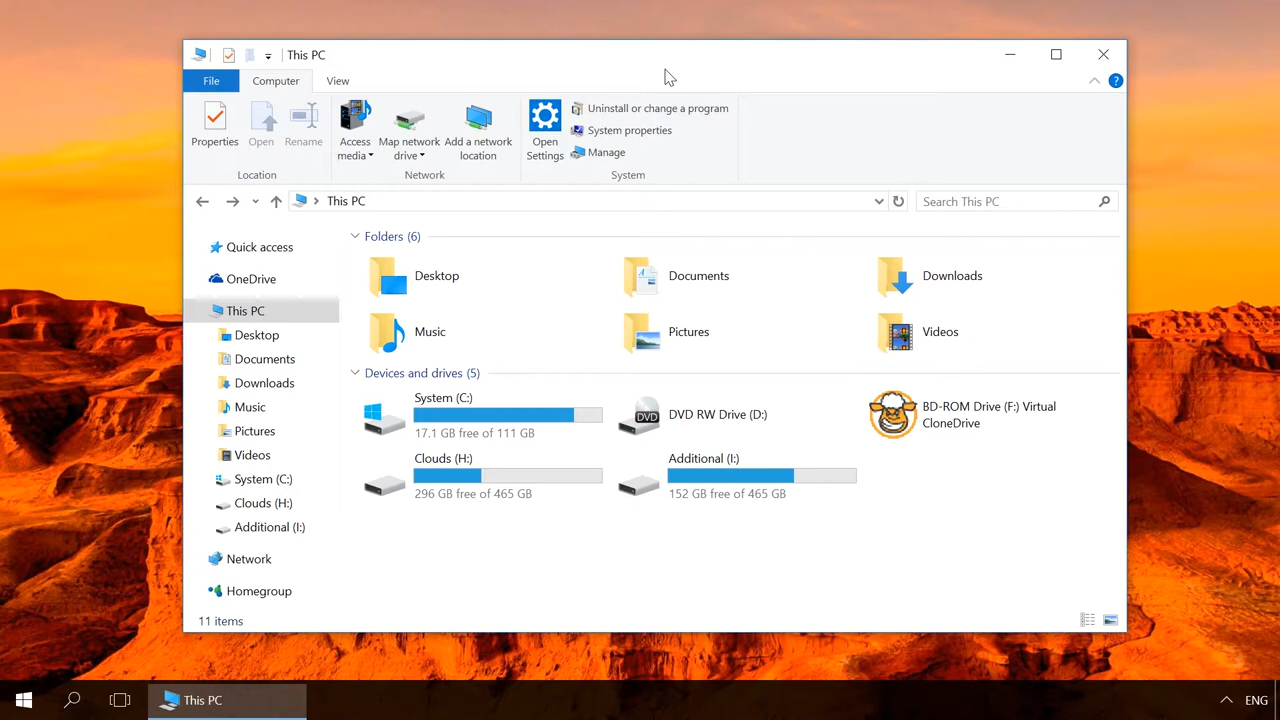 This PC
File
Computer
View
Properties
Open
Rename
Access
media
Map network
drive
Add a network
location
Open
Settings
Uninstall or change a program
System properties
Manage
Location
Network
System
This PC
Search This PC
Quick access
OneDrive
This PC
Desktop
Documents
Downloads
Music
Pictures
Videos
System (C:)
Clouds (H:)
Additional (I:)
Network
Homegroup
Folders (6)
Desktop
Documents
Downloads
Music
Pictures
Videos
Devices and drives (5)
System (C:)
17.1 GB free of 111 GB
DVD
DVD RW Drive (D:)
BD-ROM Drive (F:) Virtual
CloneDrive
Clouds (H:)
296 GB free of 465 GB
Additional (I:)
152 GB free of 465 GB
11 items
This PC
ENG